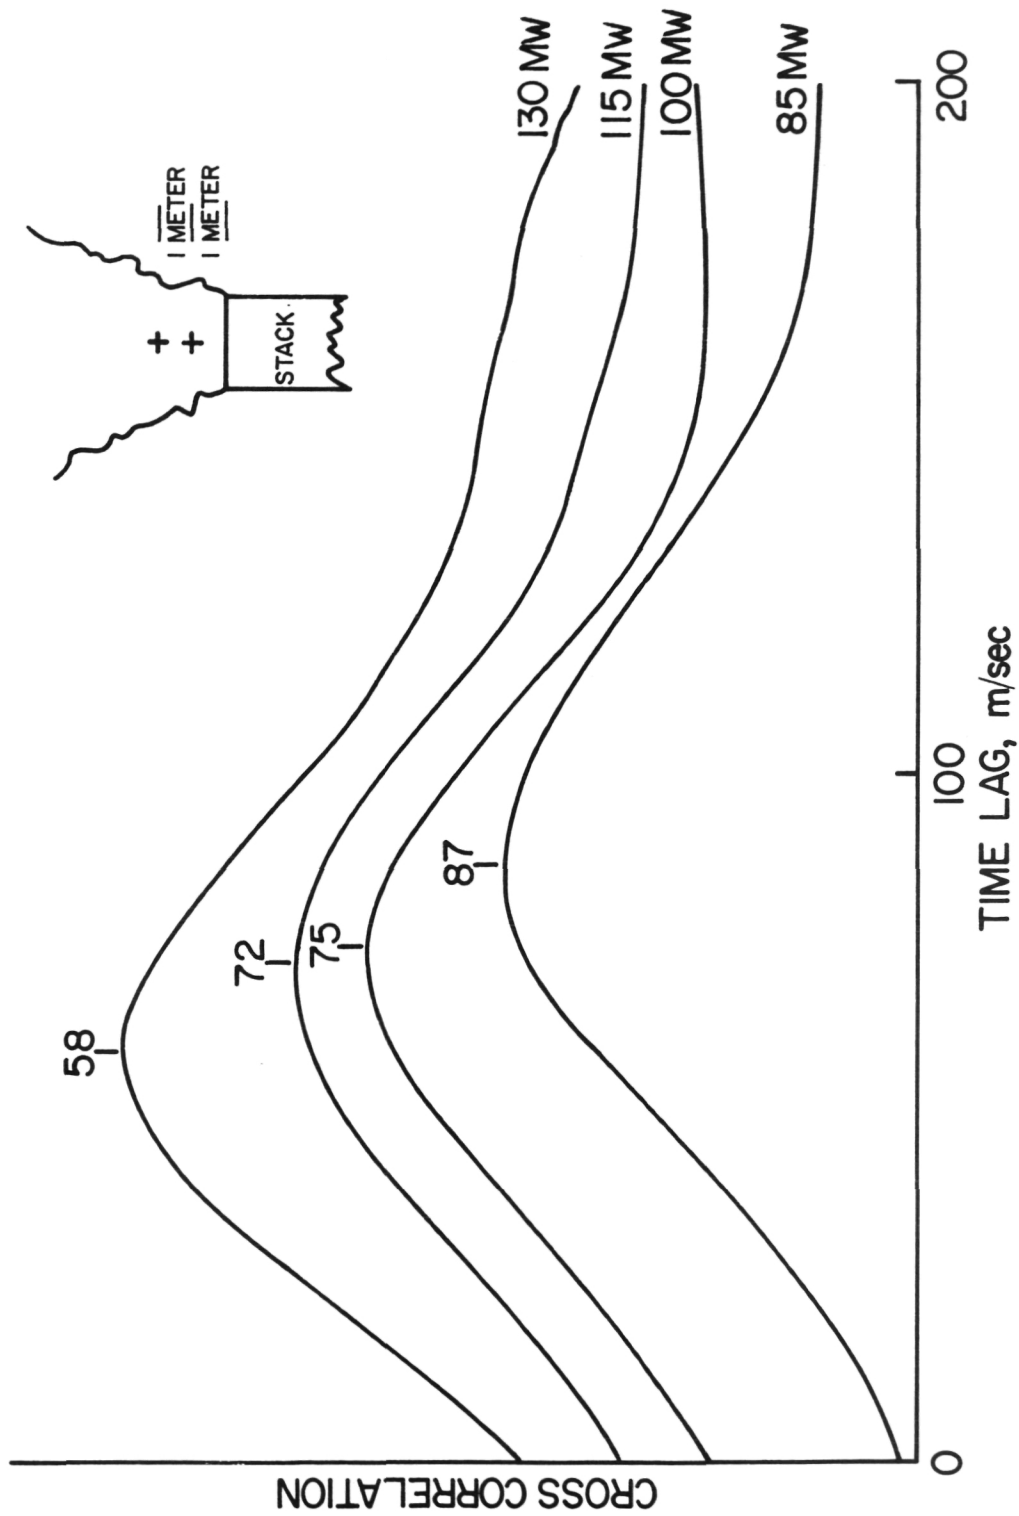 1 METER
1 METER
STACK
58
72
75
87
130 MW
115 MW
100 MW
85 MW
CROSS CORRELATION
0
100
200
TIME LAG, m/sec